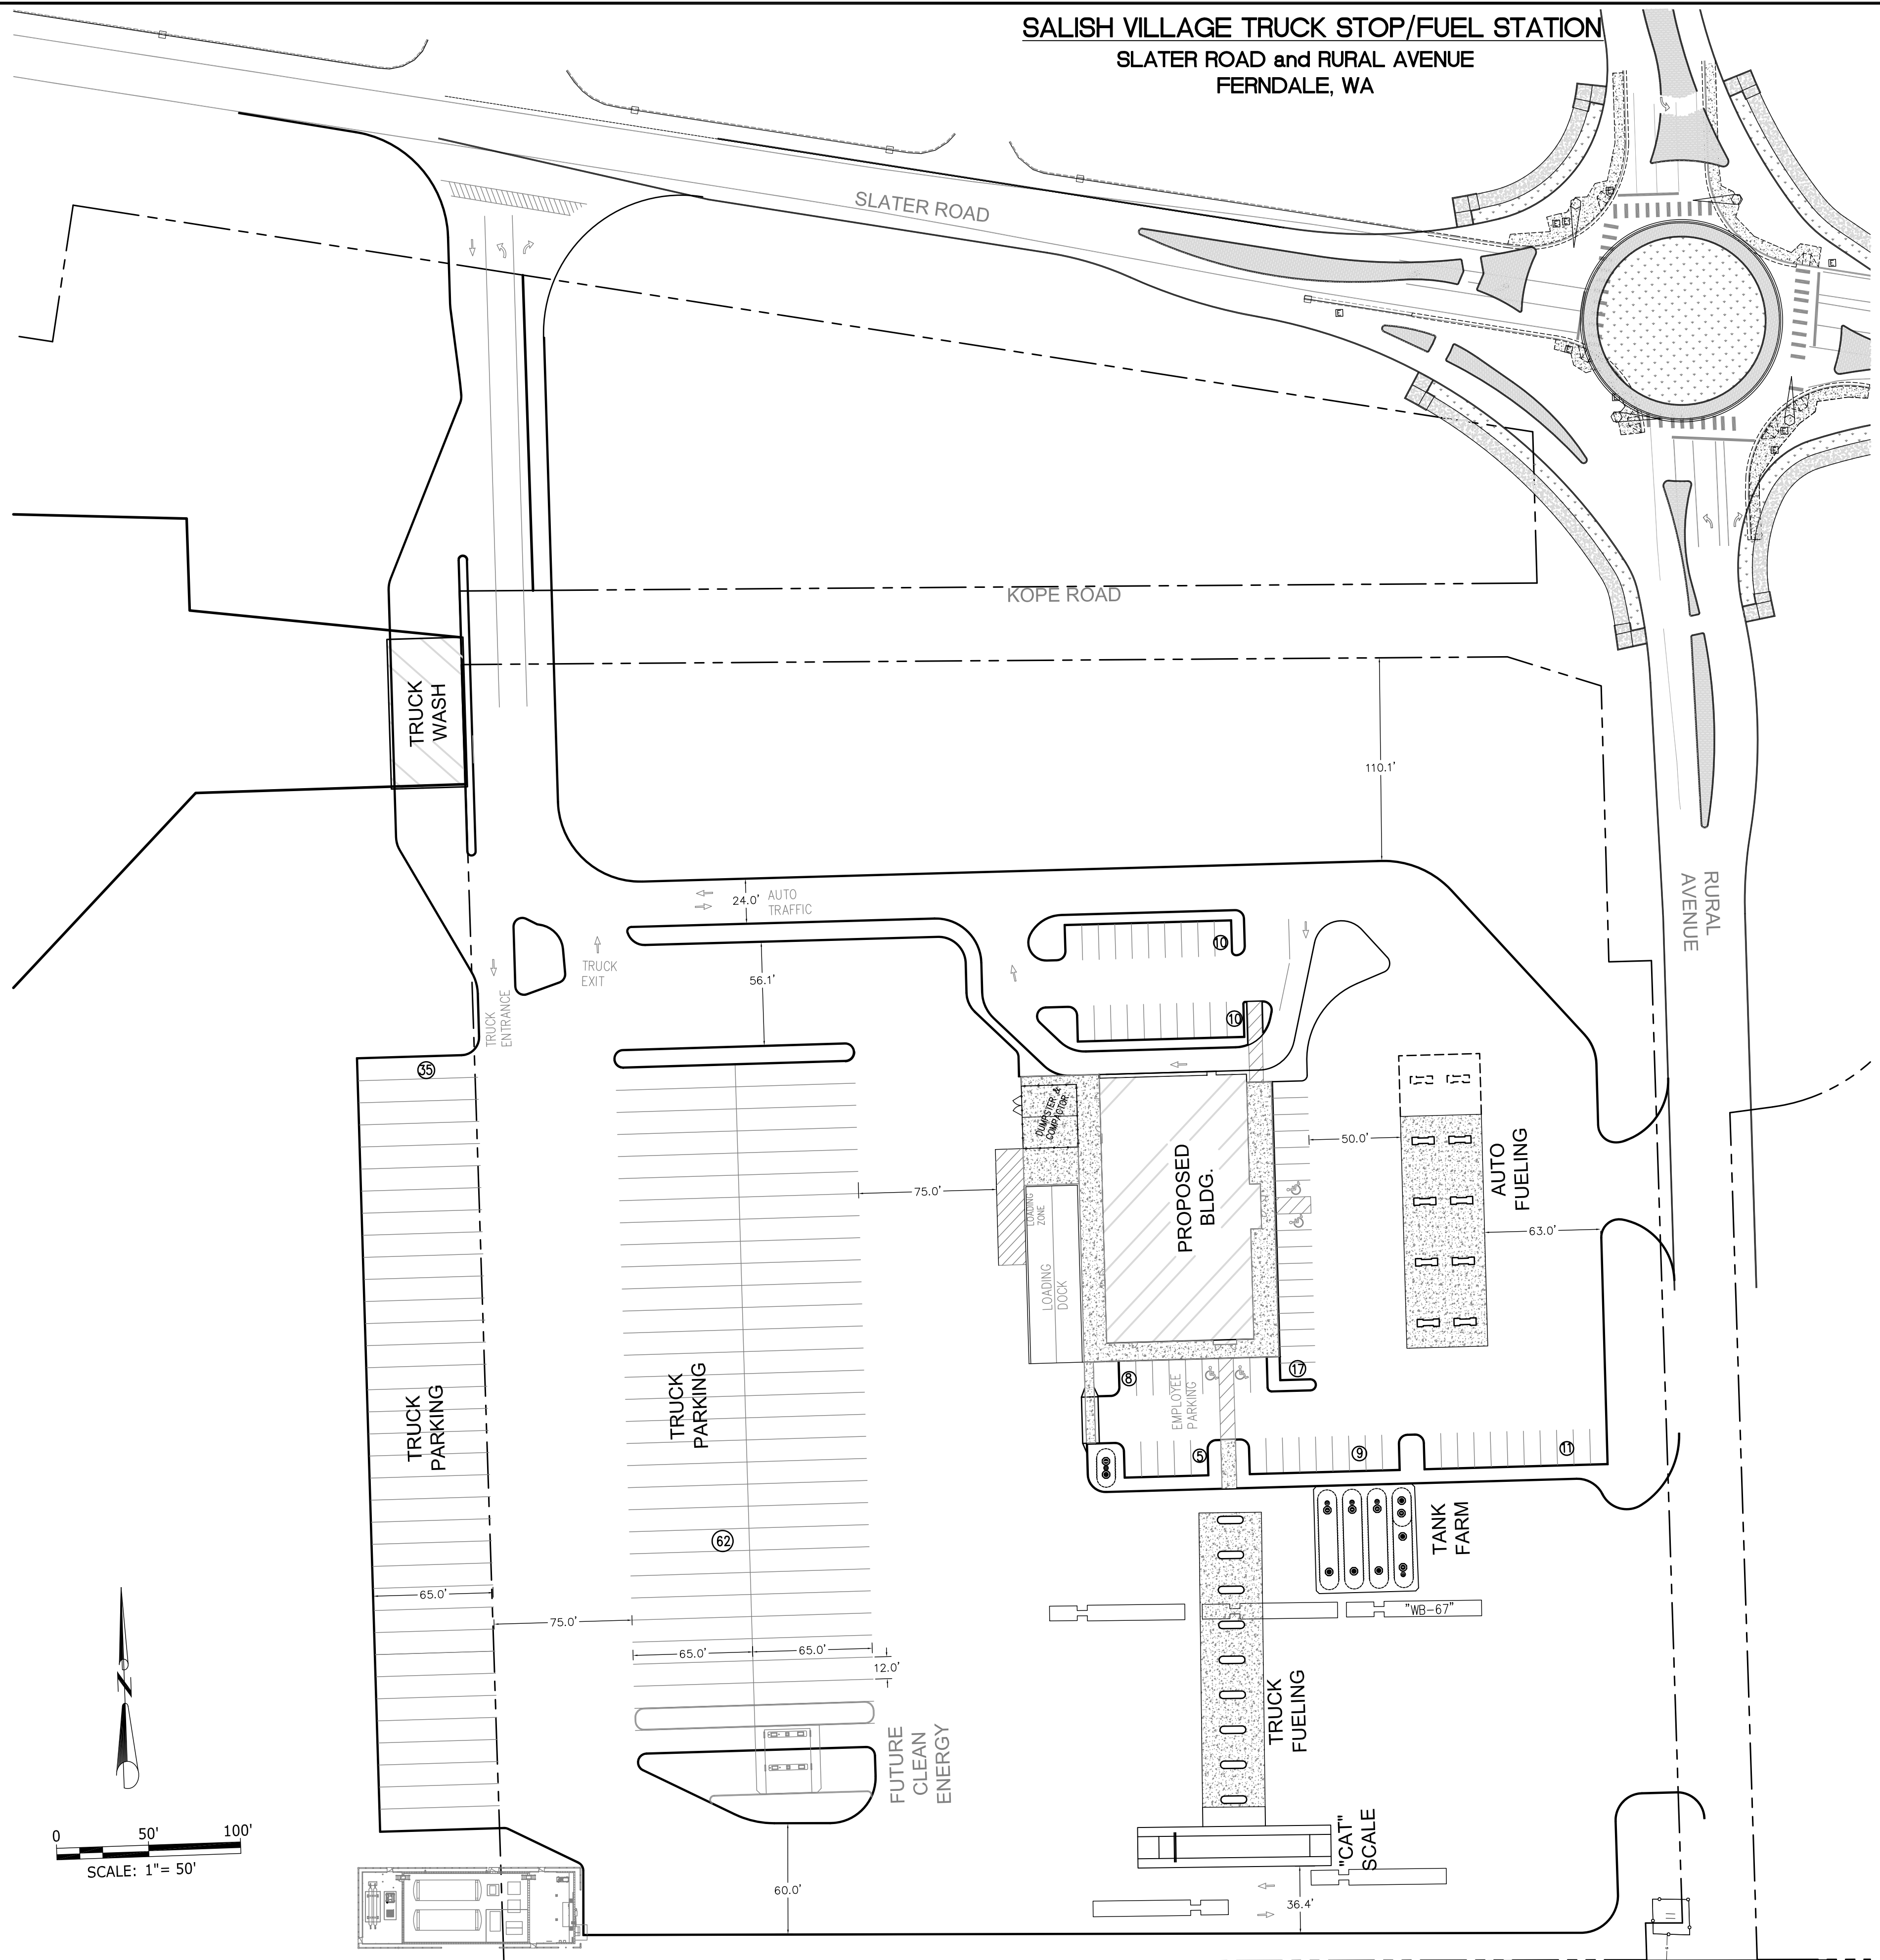 SALISH VILLAGE TRUCK STOP/FUEL STATION
SLATER ROAD and RURAL AVENUE
FERNDALE, WA
SLATER ROAD
KOPE ROAD
TRUCK
WASH
110.1'
RURAL
AVENUE
24.0'
AUTO
TRAFFIC
10
TRUCK
EXIT
56.1'
TRUCK
ENTRANCE
10
35
DUMPSTER &
COMPACTOR
PROPOSED
BLDG.
50.0'
AUTO
FUELING
75.0'
LOADING
ZONE
63.0'
LOADING
DOCK
TRUCK
PARKING
TRUCK
PARKING
8
17
EMPLOYEE
PARKING
5
9
11
62
TANK
FARM
65.0'
75.0'
"WB-67"
65.0'
65.0'
12.0'
TRUCK
FUELING
FUTURE
CLEAN
ENERGY
N
0
50'
100'
SCALE: 1"= 50'
"CAT"
SCALE
60.0'
36.4'